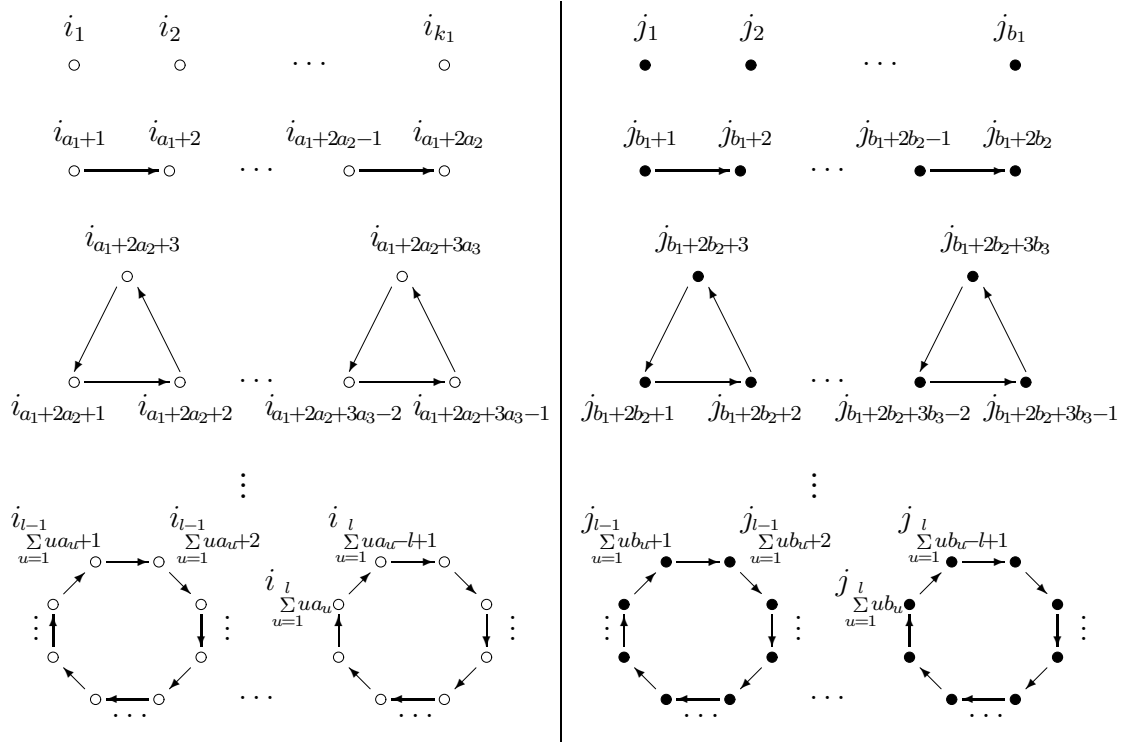 i_1 i_2 i_{k_1} j_1 j_2 j_{b_1}
··· ···
i_{a_1+1} i_{a_1+2} i_{a_1+2a_2−1} i_{a_1+2a_2} j_{b_1+1} j_{b_1+2} j_{b_1+2b_2−1} j_{b_1+2b_2}
··· ···
i_{a_1+2a_2+3} i_{a_1+2a_2+3a_3} j_{b_1+2b_2+3} j_{b_1+2b_2+3b_3}
··· ···
i_{a_1+2a_2+1} i_{a_1+2a_2+2} i_{a_1+2a_2+3a_3−2} i_{a_1+2a_2+3a_3−1} j_{b_1+2b_2+1} j_{b_1+2b_2+2} j_{b_1+2b_2+3b_3−2} j_{b_1+2b_2+3b_3−1}
⋮ ⋮
i_{\sum_{u=1}^{l−1} ua_u+1} i_{\sum_{u=1}^{l−1} ua_u+2} i_{\sum_{u=1}^{l} ua_u−l+1} j_{\sum_{u=1}^{l−1} ub_u+1} j_{\sum_{u=1}^{l−1} ub_u+2} j_{\sum_{u=1}^{l} ub_u−l+1}
i_{\sum_{u=1}^{l} ua_u} j_{\sum_{u=1}^{l} ub_u}
⋮ ⋮ ⋮ ⋮ ⋮ ⋮
··· ···
··· ··· ··· ···